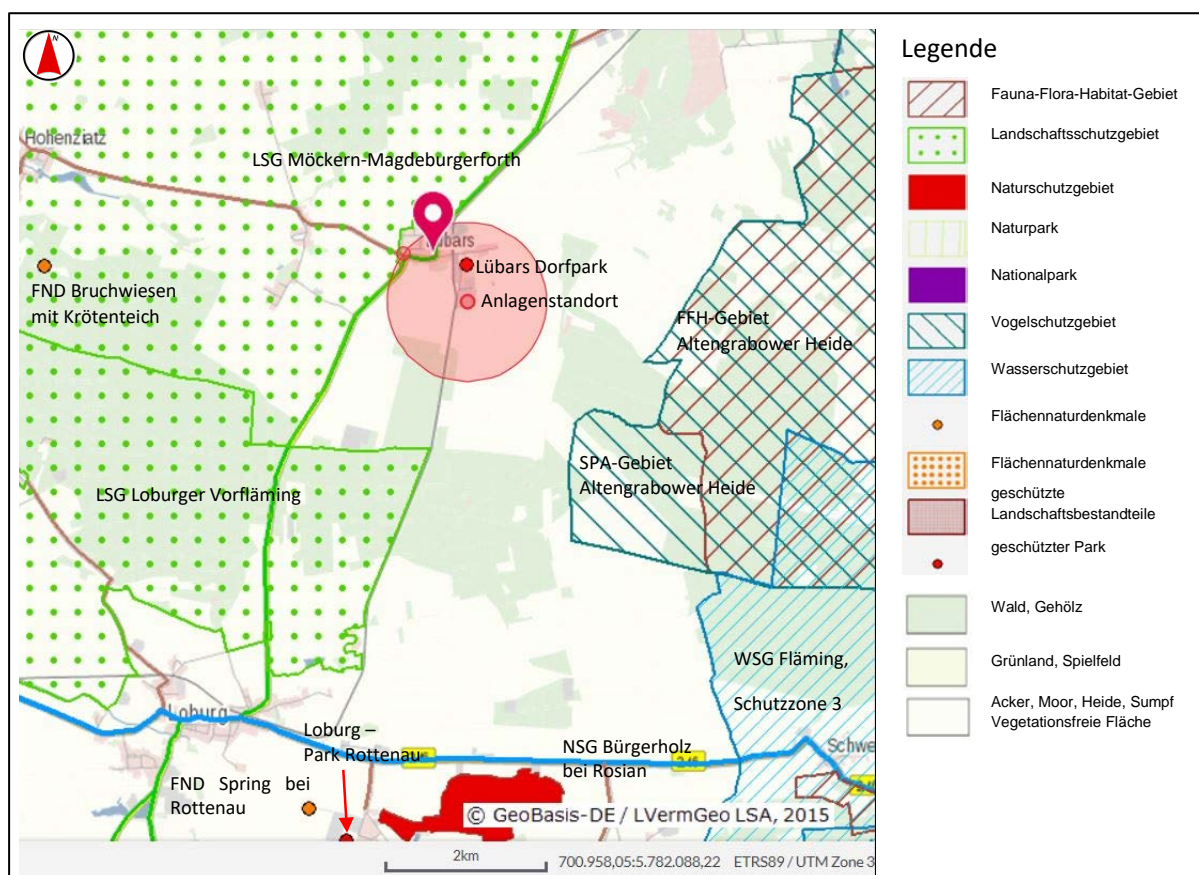 N
Hohenziatz
LSG Möckern-Magdeburgerforth
Lübars Dorfpark
Anlagenstandort
FND Bruchwiesen
mit Krötenteich
FFH-Gebiet
Altengrabower Heide
SPA-Gebiet
Altengrabower Heide
LSG Loburger Vorfläming
WSG Fläming,
Schutzzone 3
Loburg
Loburg –
Park Rottenau
NSG Bürgerholz
bei Rosian
Schwe
FND Spring bei
Rottenau
© GeoBasis-DE / LVermGeo LSA, 2015
2km
700.958,05:5.782.088,22 ETRS89 / UTM Zone 3
Legende
Fauna-Flora-Habitat-Gebiet
Landschaftsschutzgebiet
Naturschutzgebiet
Naturpark
Nationalpark
Vogelschutzgebiet
Wasserschutzgebiet
Flächennaturdenkmale
Flächennaturdenkmale
geschützte
Landschaftsbestandteile
geschützter Park
Wald, Gehölz
Grünland, Spielfeld
Acker, Moor, Heide, Sumpf
Vegetationsfreie Fläche